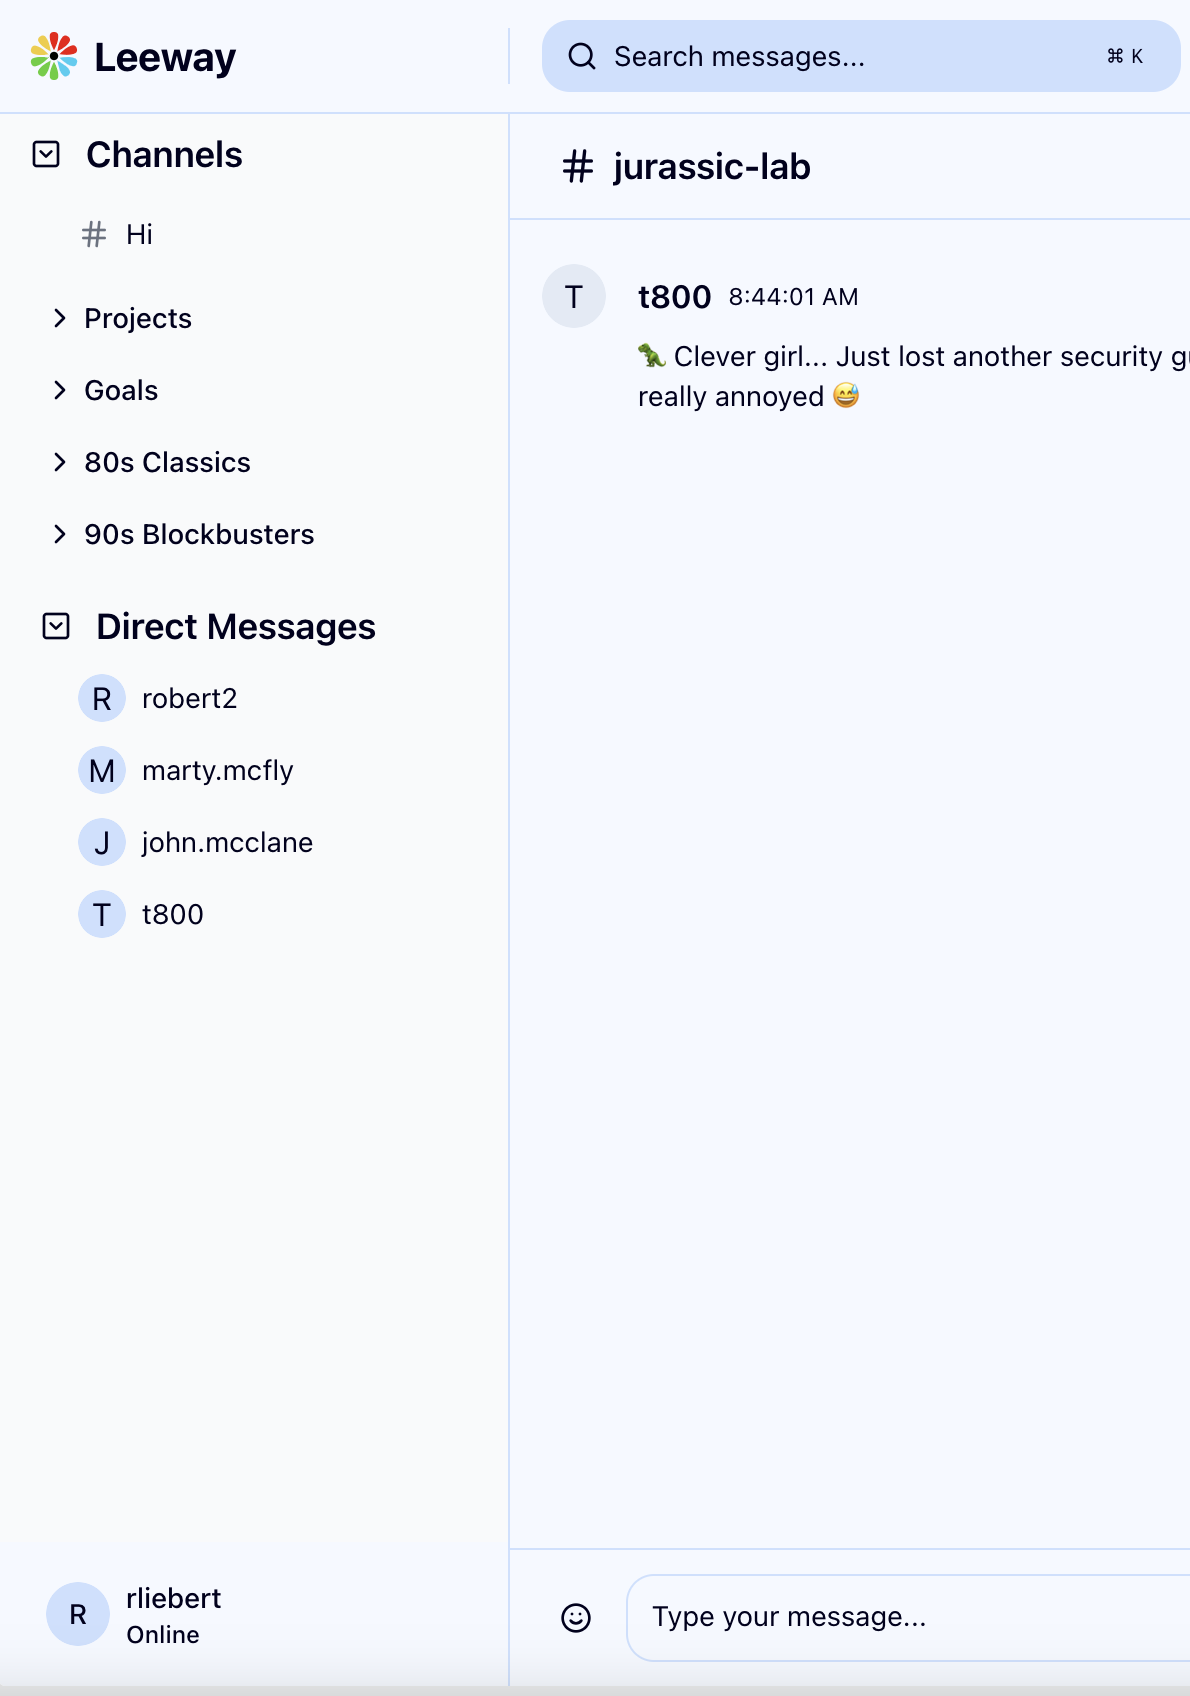 Leeway
Search messages...
⌘ K
Channels
# Hi
Projects
Goals
80s Classics
90s Blockbusters
Direct Messages
R robert2
M marty.mcfly
J john.mcclane
T t800
R rliebert
Online
# jurassic-lab
T t800 8:44:01 AM
🦖 Clever girl... Just lost another security
really annoyed 😅
Type your message...